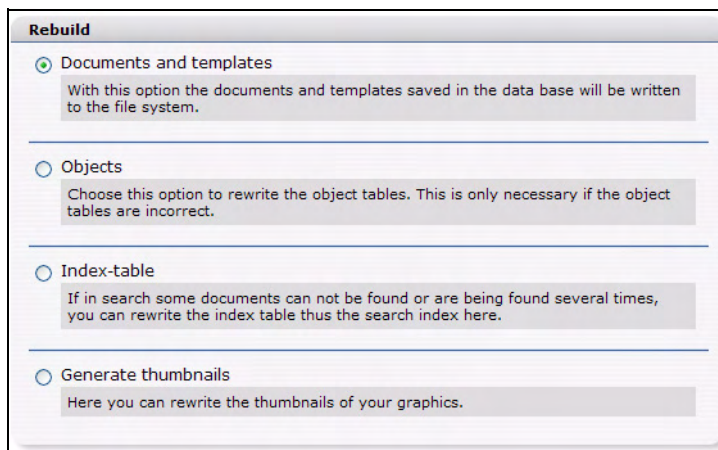 Rebuild
Documents and templates
With this option the documents and templates saved in the data base will be written
to the file system.
Objects
Choose this option to rewrite the object tables. This is only necessary if the object
tables are incorrect.
Index-table
If in search some documents can not be found or are being found several times,
you can rewrite the index table thus the search index here.
Generate thumbnails
Here you can rewrite the thumbnails of your graphics.